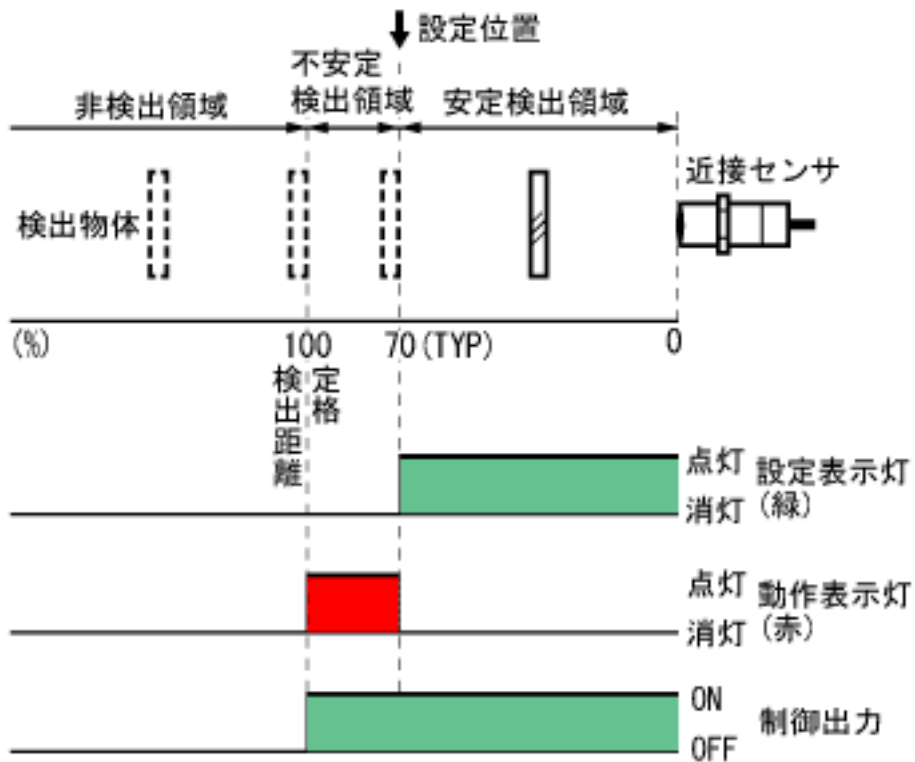 設定位置
不安定
非検出領域 検出領域 安定検出領域
近接センサ
検出物体
(%) 100 70(TYP) 0
定格
検出距離
点灯 設定表示灯
消灯 (緑)
点灯 動作表示灯
消灯 (赤)
ON
制御出力
OFF